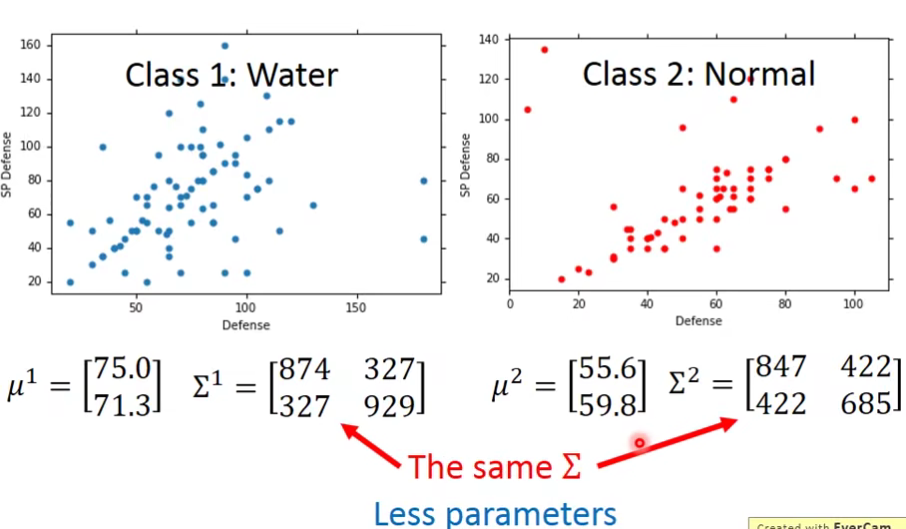 Class 1: Water
SP Defense
160
140
120
100
80
60
40
20
50
100
150
Defense
Class 2: Normal
SP Defense
140
120
100
80
60
40
20
0
20
40
60
80
100
Defense
μ¹ = [75.0 71.3] Σ¹ = [874 327 327 929]
μ² = [55.6 59.8] Σ² = [847 422 422 685]
The same Σ
Less parameters
Created with EverCam